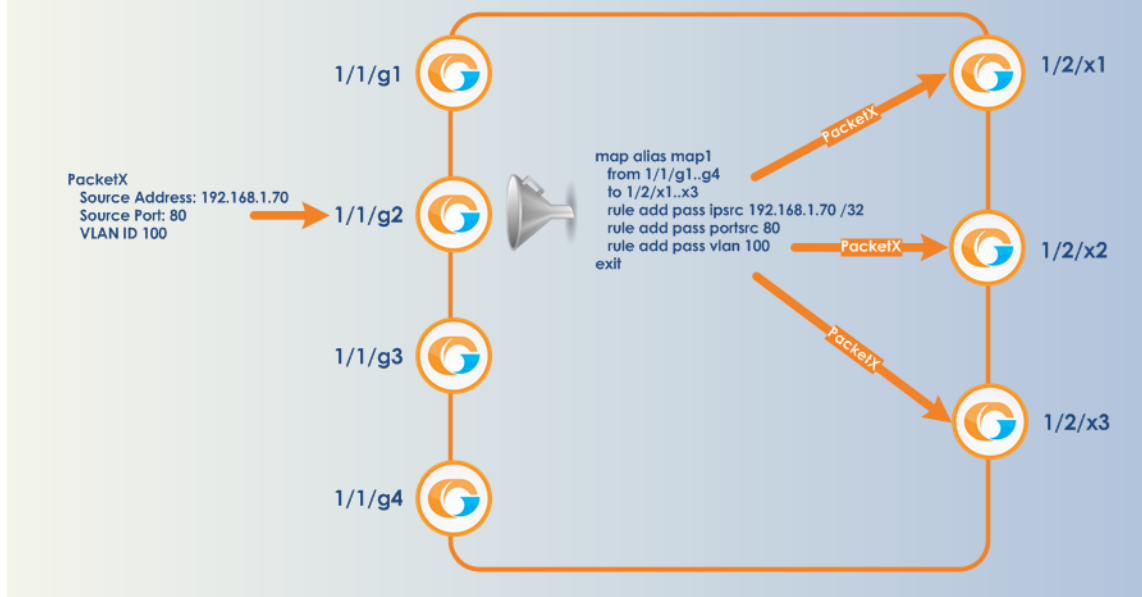 1/1/g1
1/2/x1
PacketX
Source Address: 192.168.1.70
Source Port: 80
VLAN ID 100
1/1/g2
map alias map1
from 1/1/g1..g4
to 1/2/x1..x3
rule add pass ipsrc 192.168.1.70 /32
rule add pass portsrc 80
rule add pass vlan 100
exit
PacketX
PacketX
PacketX
1/2/x2
1/1/g3
1/2/x3
1/1/g4